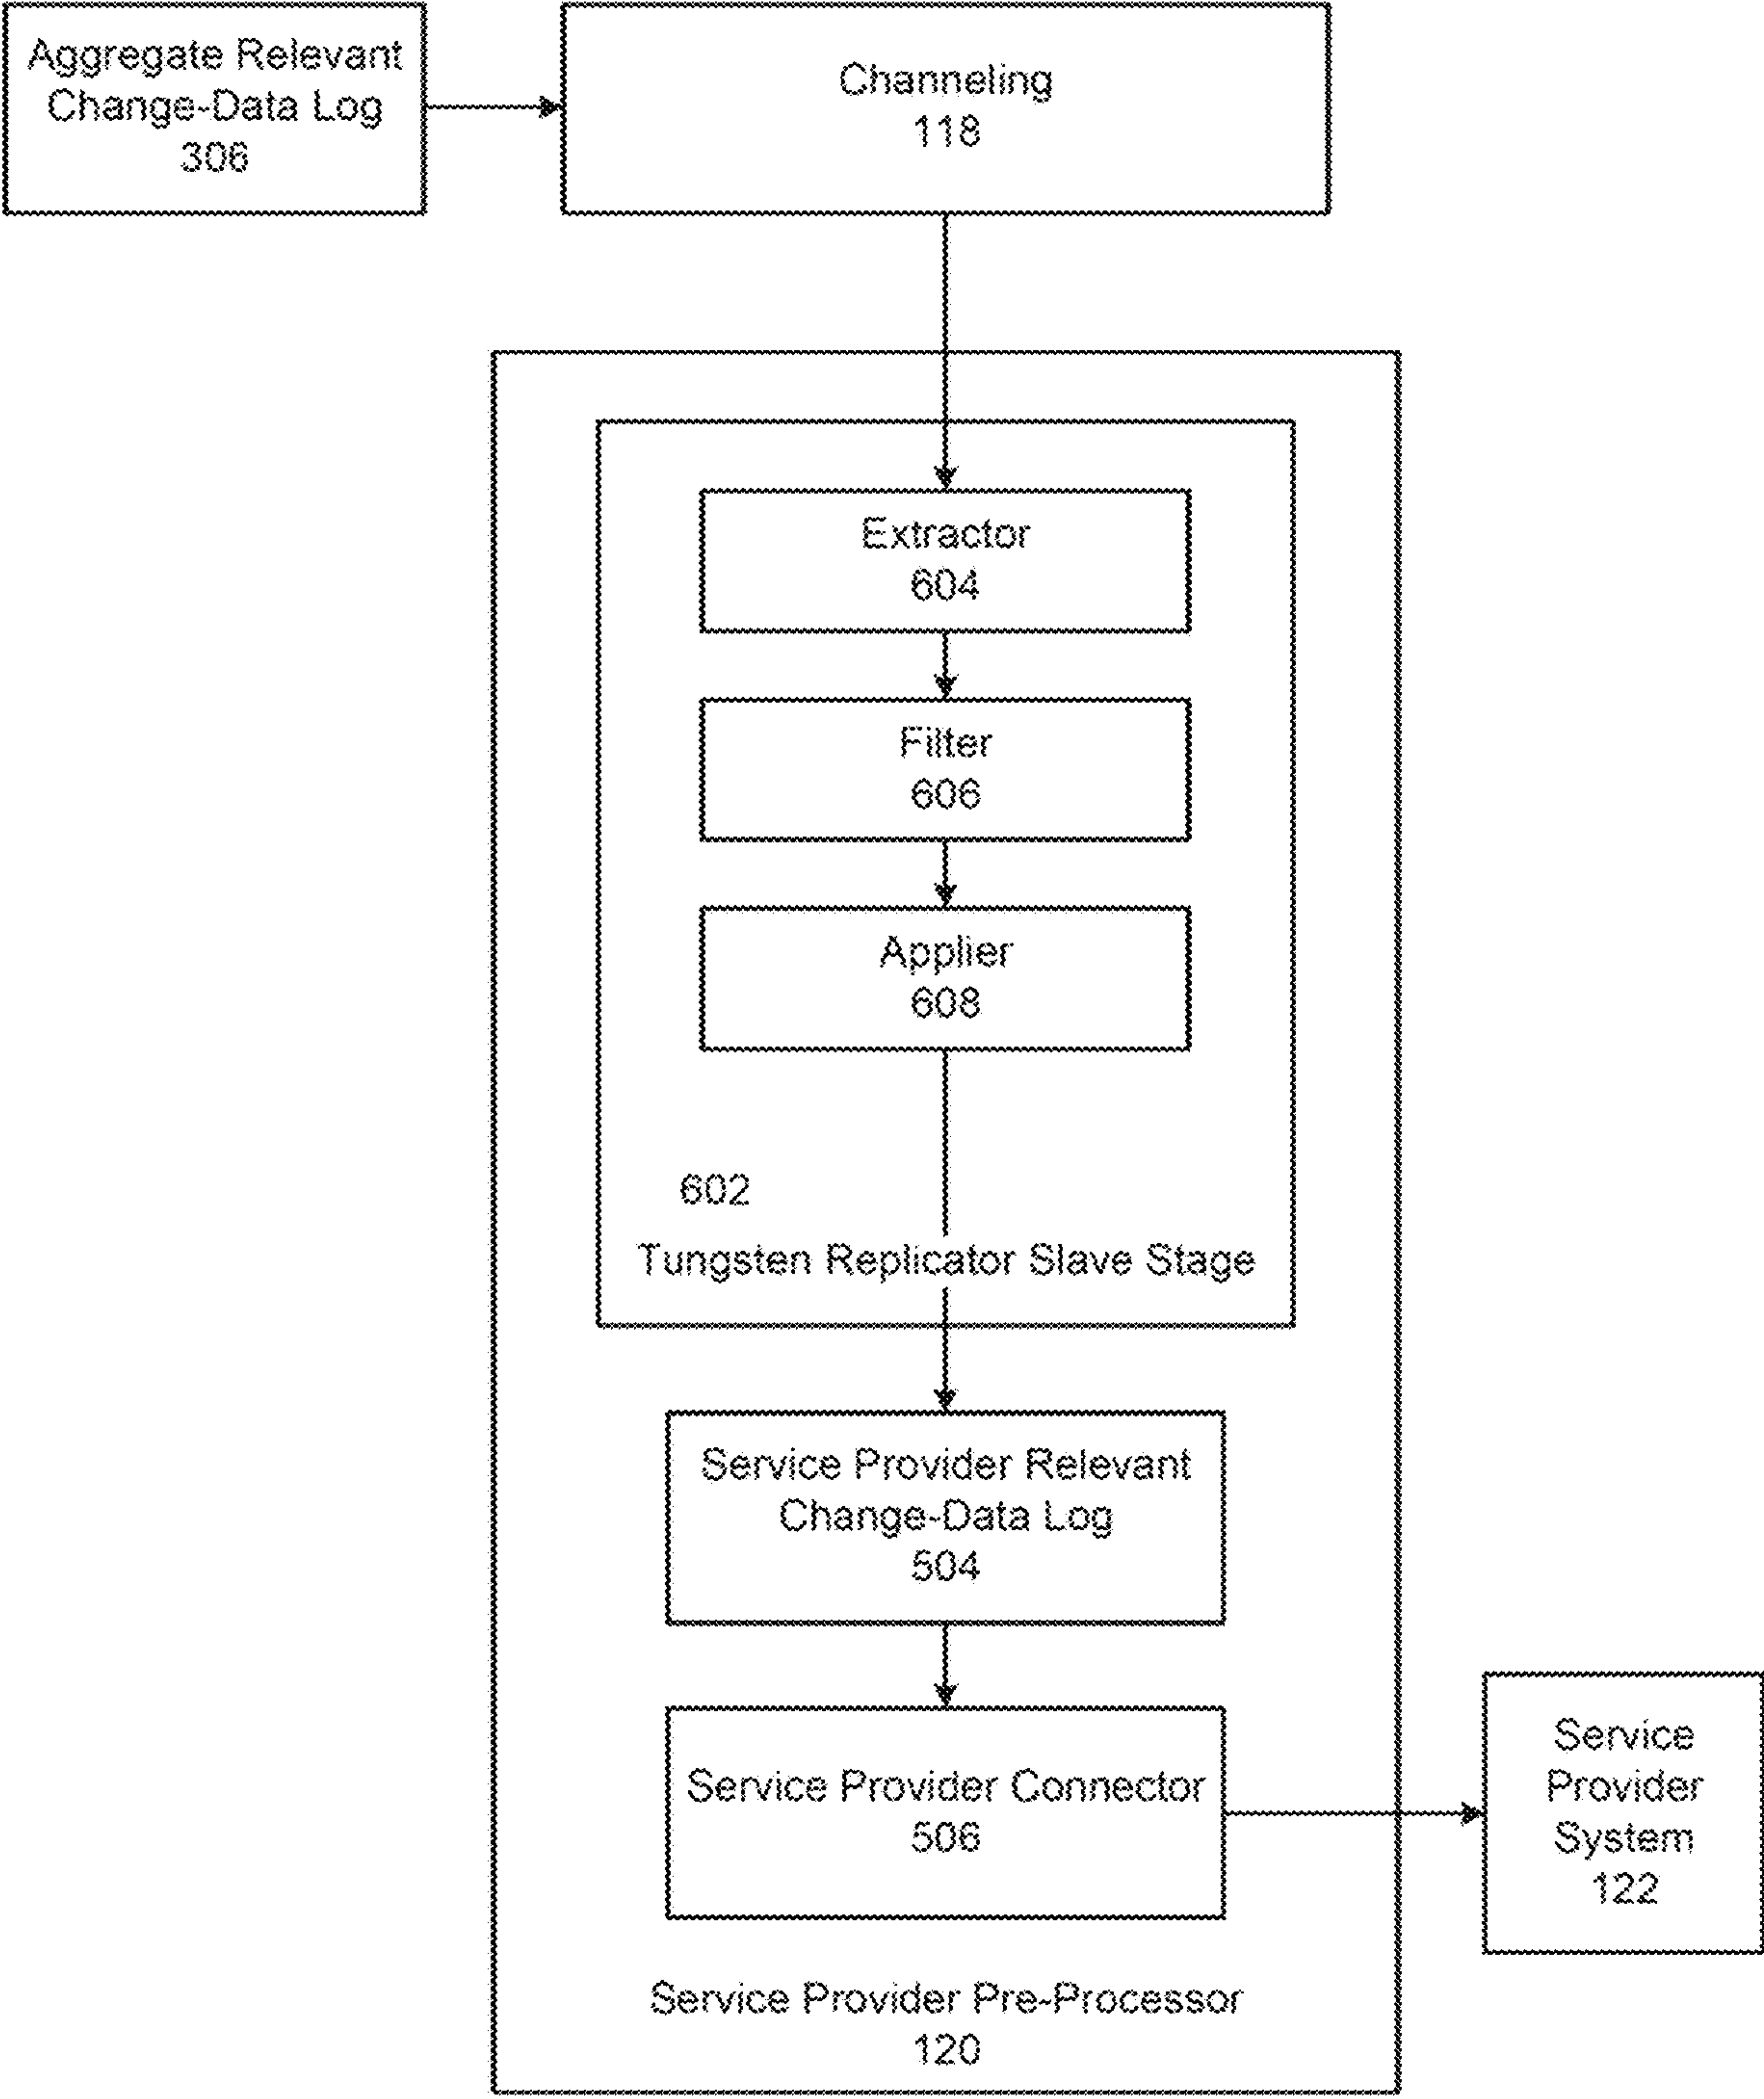 Aggregate Relevant
Change-Data Log
306
Channeling
118
Extractor
604
Filter
606
Applier
608
602
Tungsten Replicator Slave Stage
Service Provider Relevant
Change-Data Log
504
Service Provider Connector
506
Service
Provider
System
122
Service Provider Pre-Processor
120